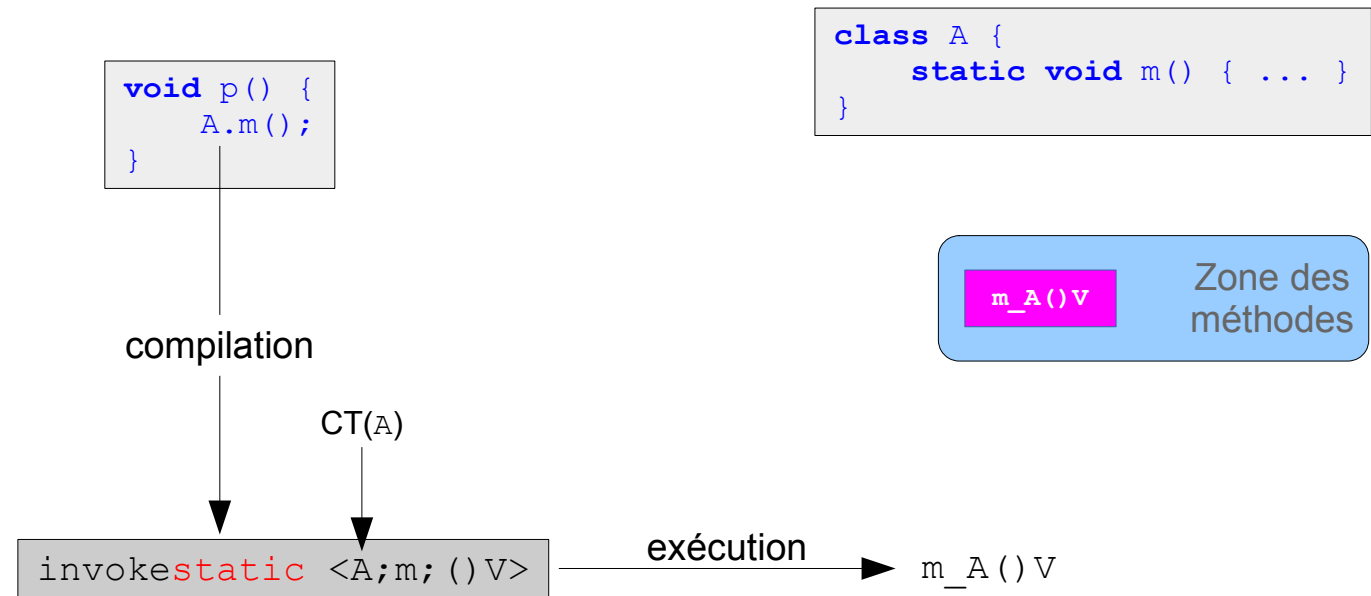 void p() {
A.m();
}
class A {
static void m() { ... }
}
m_A()V
Zone des
méthodes
compilation
CT(A)
invokestatic <A;m;()V>
exécution
m_A()V